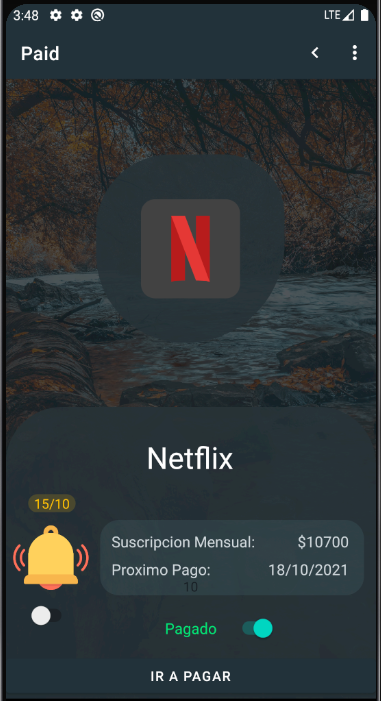 3:48 LTE
Paid
N
Netflix
15/10
Suscripcion Mensual: $10700
Proximo Pago: 18/10/2021
10
Pagado
IR A PAGAR